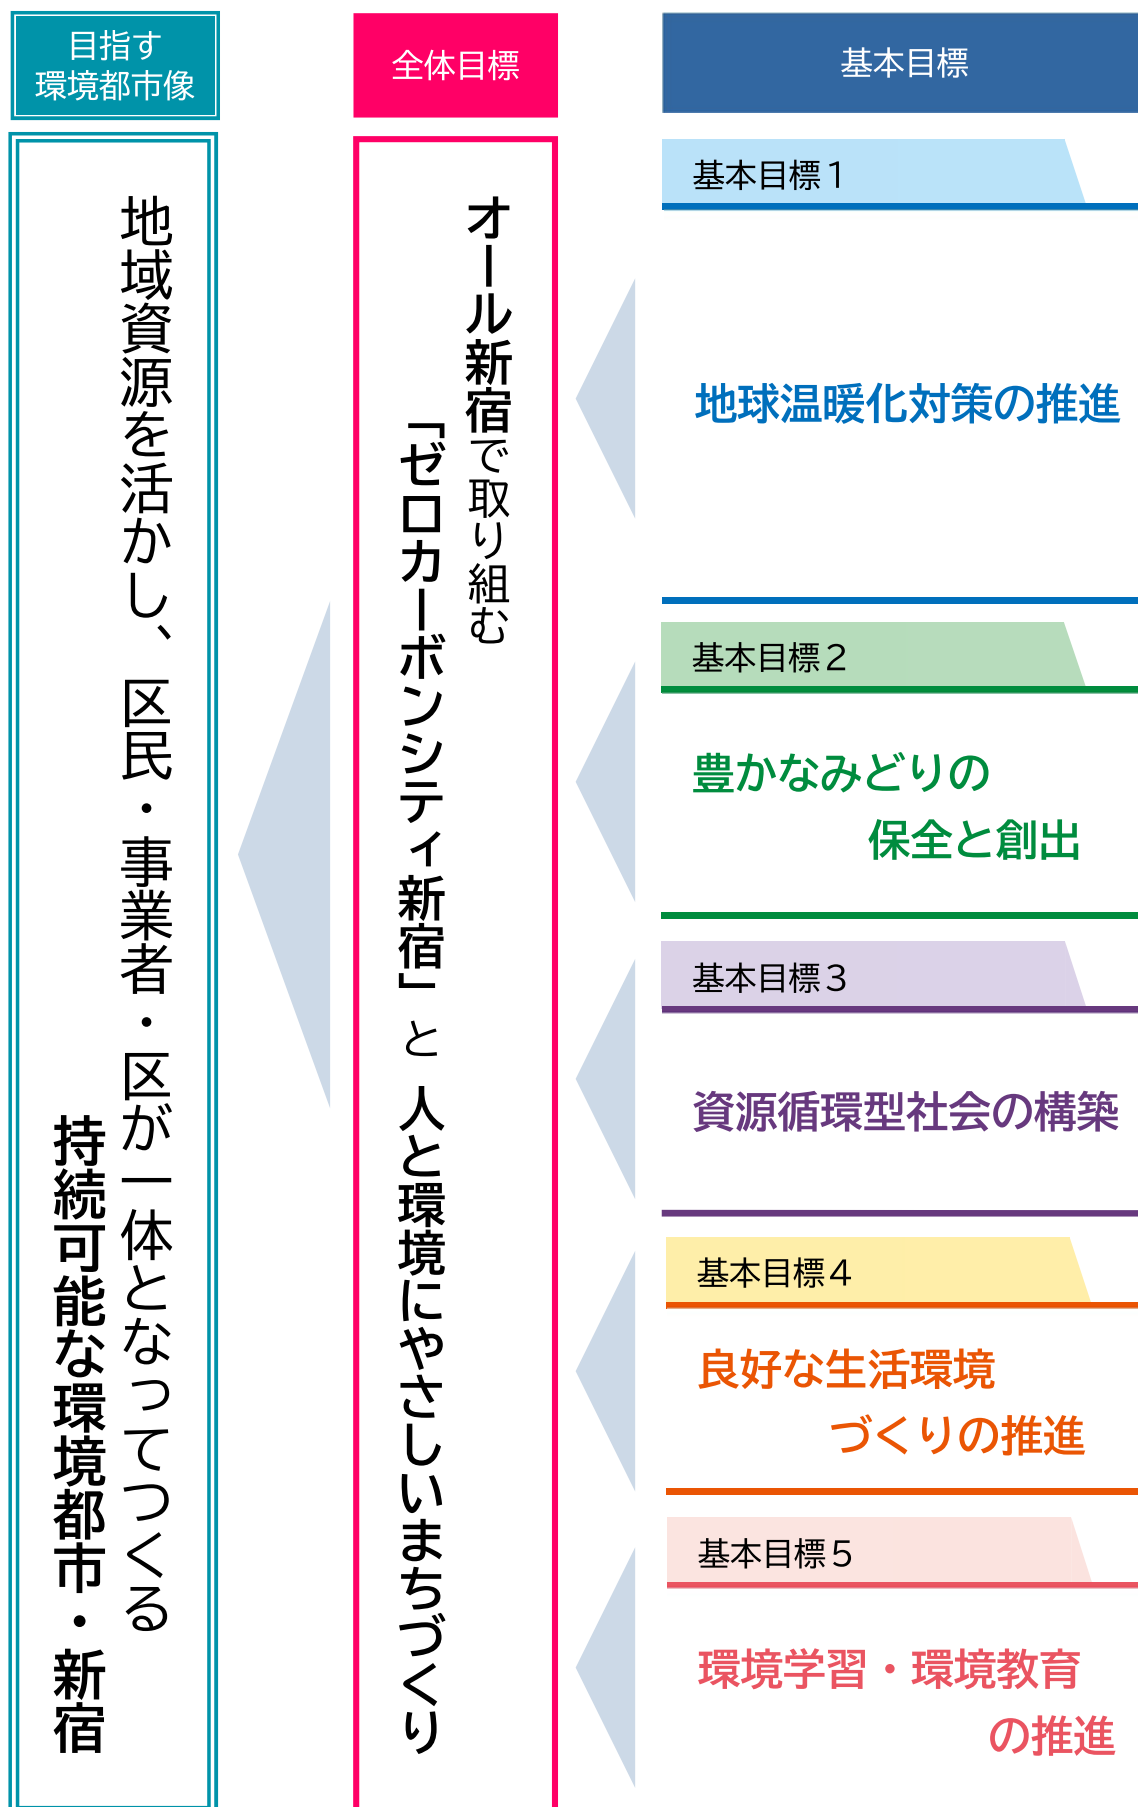 目指す
環境都市像
地域資源を活かし、区民・事業者・区が一体となってつくる
持続可能な環境都市・新宿
全体目標
オール新宿で取り組む
「ゼロカーボンシティ新宿」と 人と環境にやさしいまちづくり
基本目標
基本目標１
地球温暖化対策の推進
基本目標２
豊かなみどりの
保全と創出
基本目標３
資源循環型社会の構築
基本目標４
良好な生活環境
づくりの推進
基本目標５
環境学習・環境教育
の推進